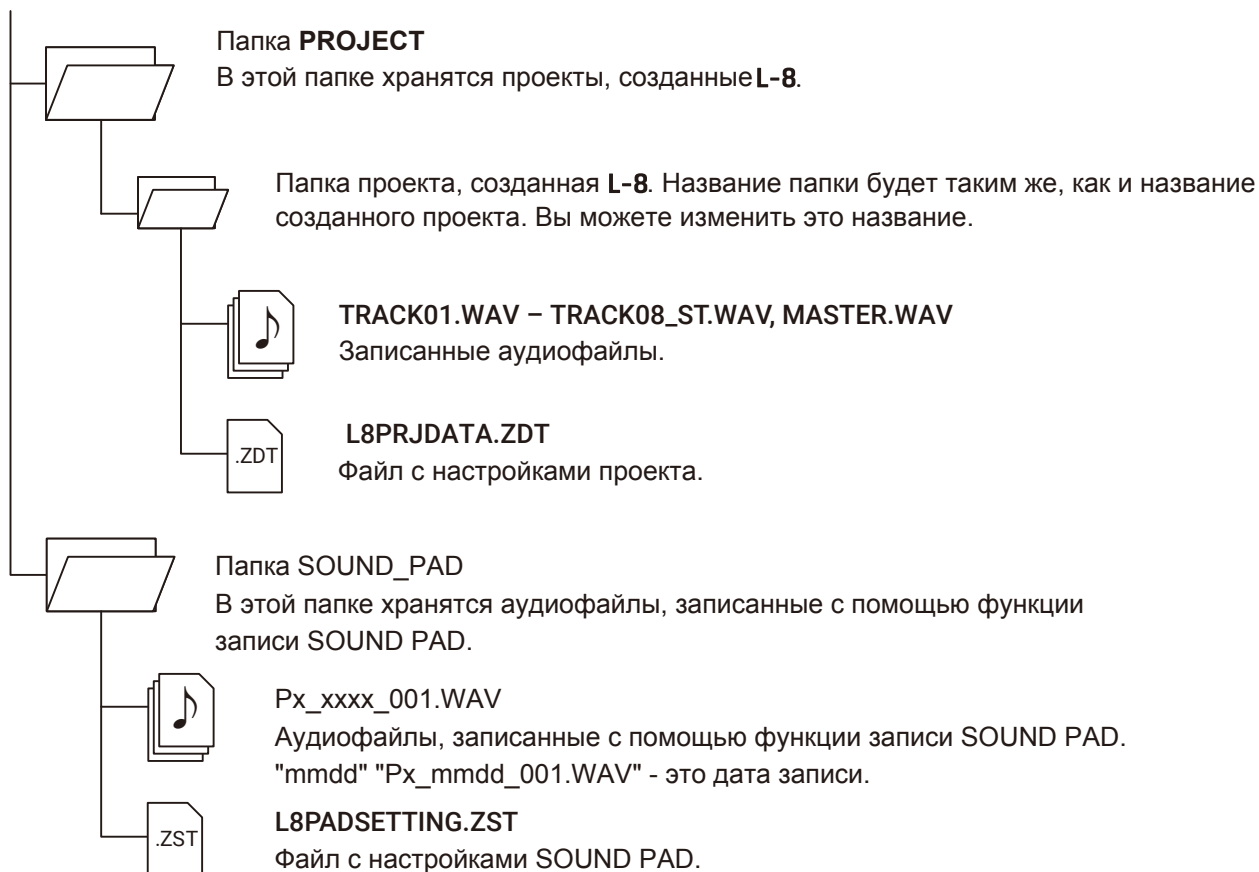 Папка PROJECT
В этой папке хранятся проекты, созданные L-8.
Папка проекта, созданная L-8. Название папки будет таким же, как и название
созданного проекта. Вы можете изменить это название.
TRACK01.WAV – TRACK08_ST.WAV, MASTER.WAV
Записанные аудиофайлы.
L8PRJDATA.ZDT
.ZDT
Файл с настройками проекта.
Папка SOUND_PAD
В этой папке хранятся аудиофайлы, записанные с помощью функции
записи SOUND PAD.
Px_xxxx_001.WAV
Аудиофайлы, записанные с помощью функции записи SOUND PAD.
"mmdd" "Px_mmdd_001.WAV" - это дата записи.
L8PADSETTING.ZST
.ZST
Файл с настройками SOUND PAD.